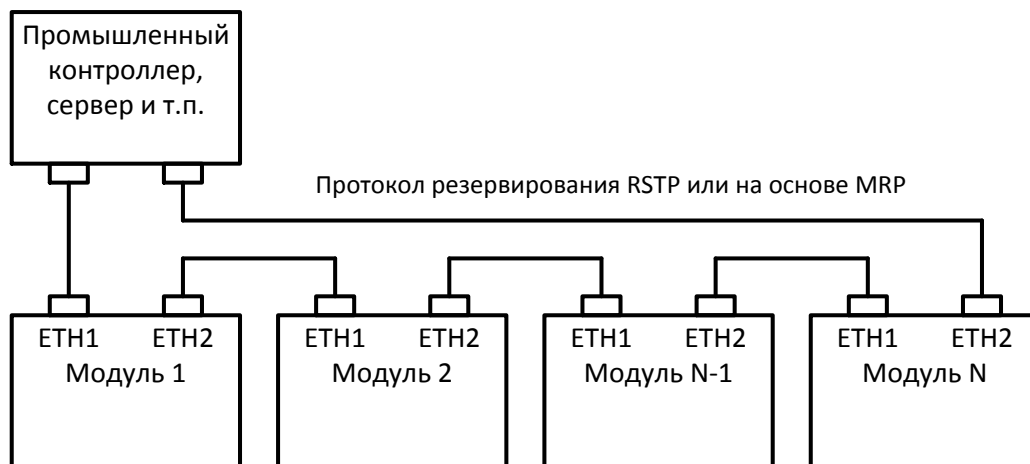 Промышленный
контроллер,
сервер и т.п.
Протокол резервирования RSTP или на основе MRP
ETH1 ETH2 ETH1 ETH2 ETH1 ETH2 ETH1 ETH2
Модуль 1 Модуль 2 Модуль N-1 Модуль N